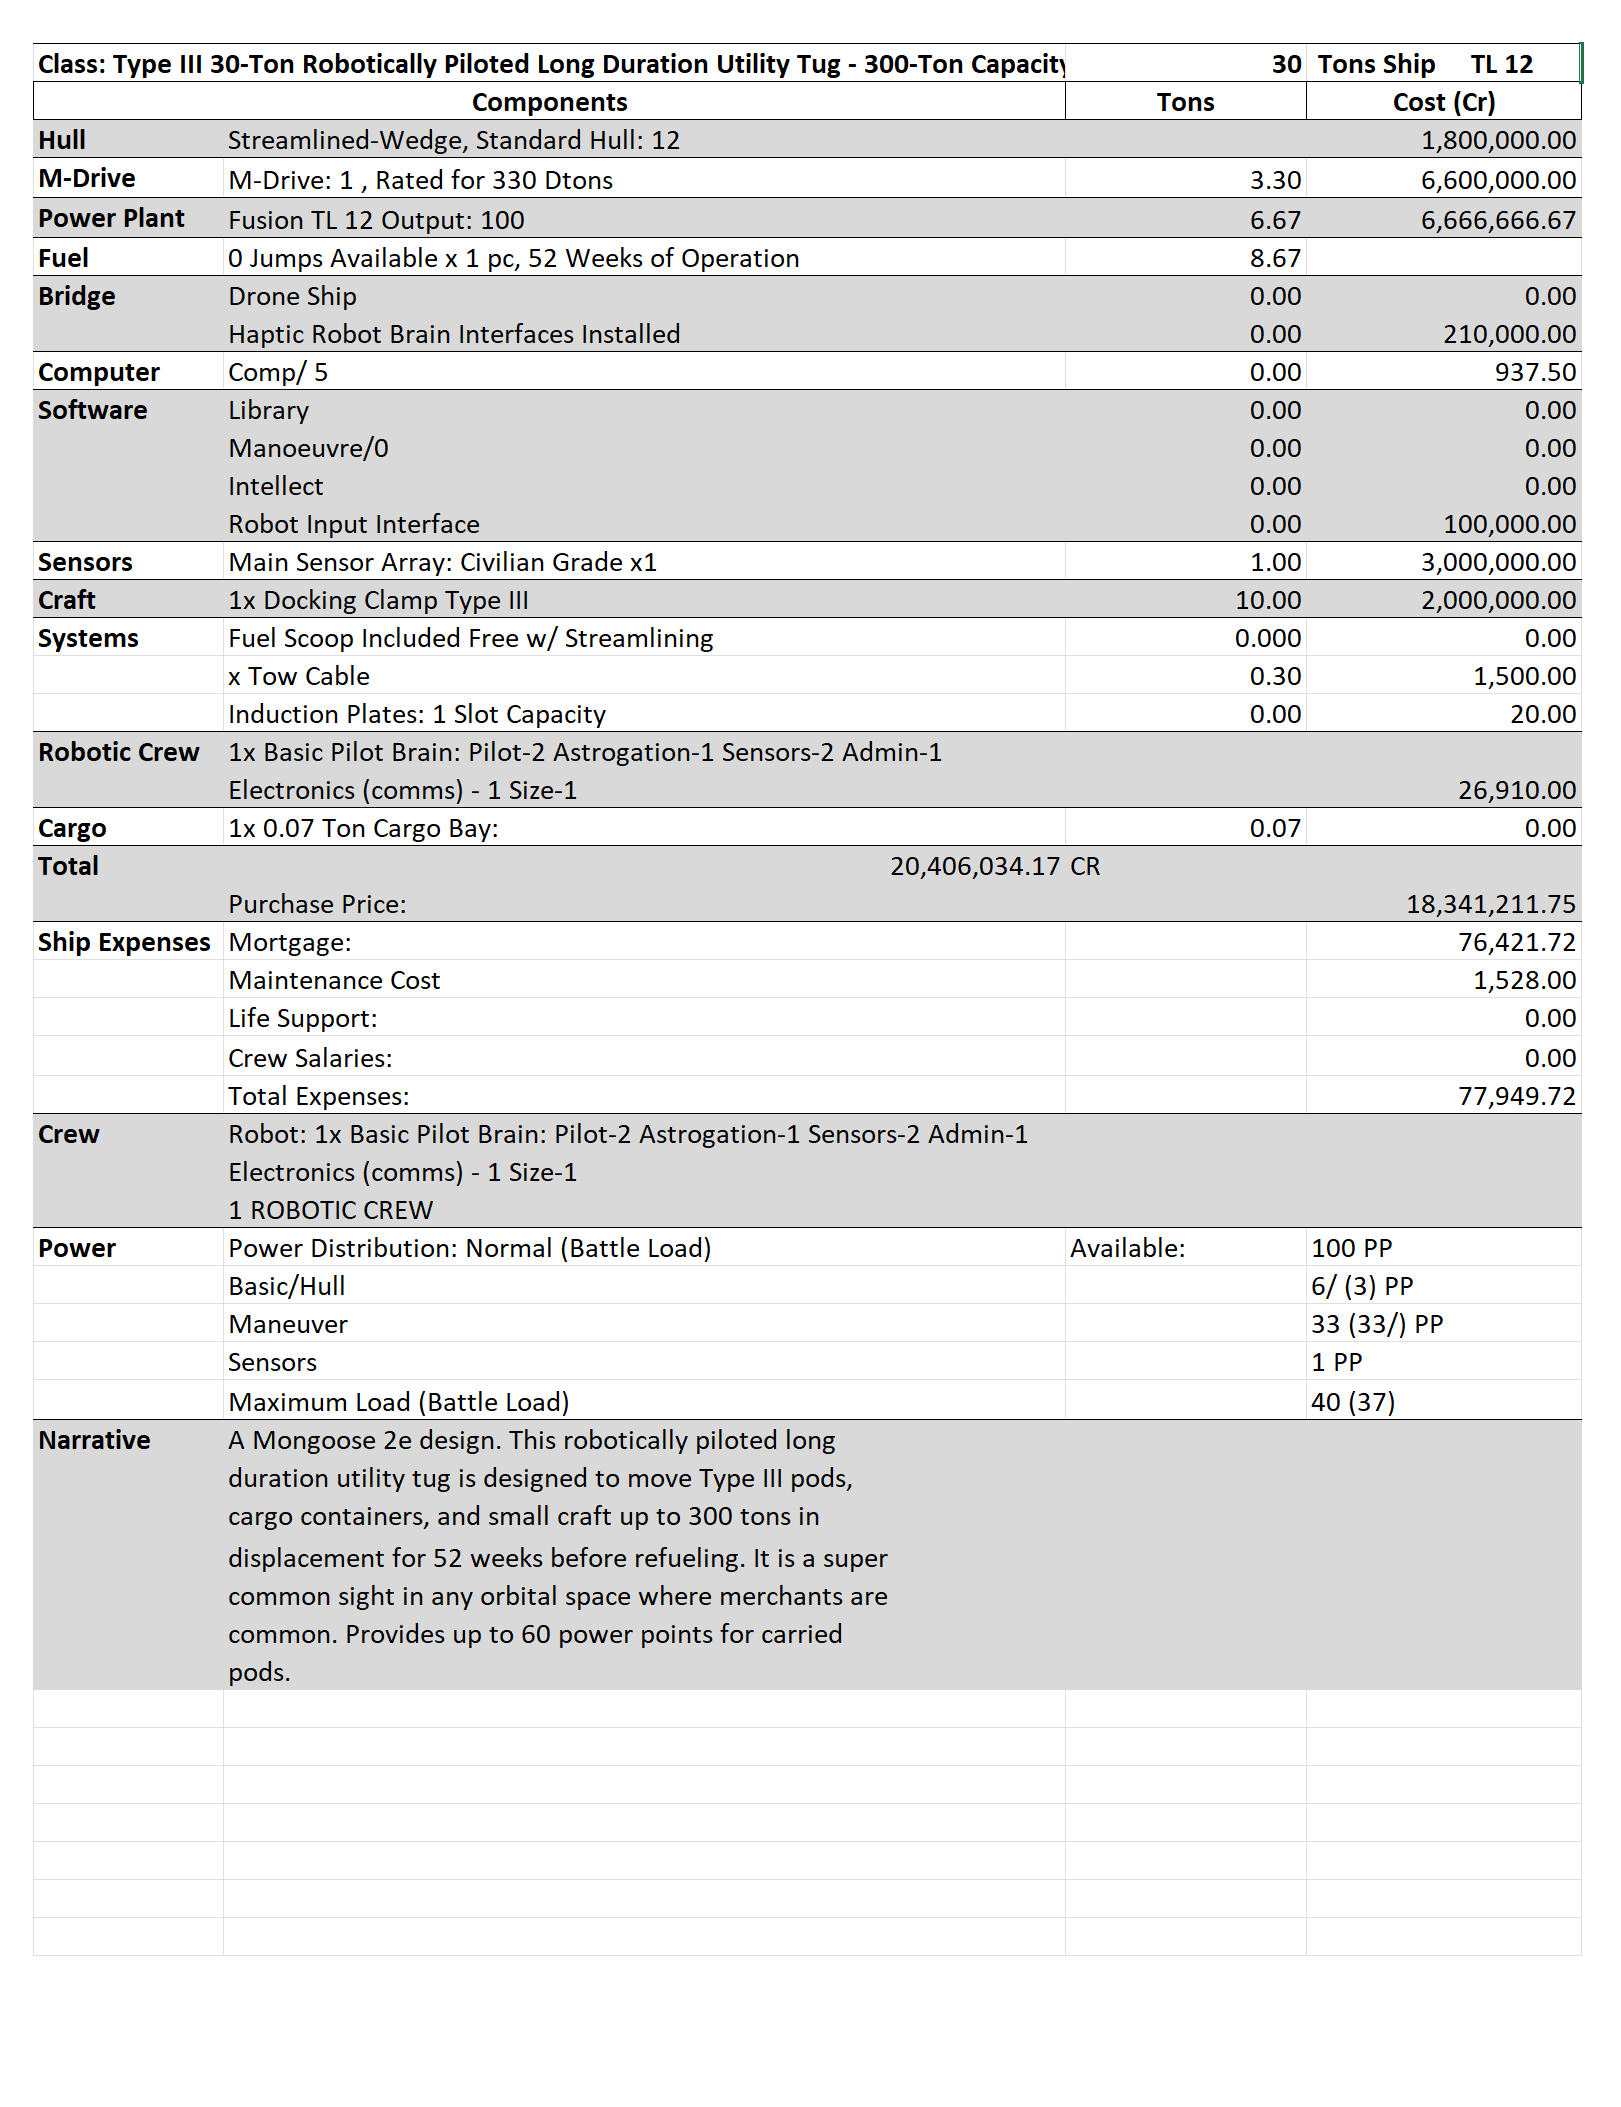 Class: Type III 30-Ton Robotically Piloted Long Duration Utility Tug - 300-Ton Capacity 30 Tons Ship TL 12
Components Tons Cost (Cr)
Hull Streamlined-Wedge, Standard Hull: 12 1,800,000.00
M-Drive M-Drive: 1 , Rated for 330 Dtons 3.30 6,600,000.00
Power Plant Fusion TL 12 Output: 100 6.67 6,666,666.67
Fuel 0 Jumps Available x 1 pc, 52 Weeks of Operation 8.67
Bridge Drone Ship 0.00 0.00
Haptic Robot Brain Interfaces Installed 0.00 210,000.00
Computer Comp/ 5 0.00 937.50
Software Library 0.00 0.00
Manoeuvre/0 0.00 0.00
Intellect 0.00 0.00
Robot Input Interface 0.00 100,000.00
Sensors Main Sensor Array: Civilian Grade x1 1.00 3,000,000.00
Craft 1x Docking Clamp Type III 10.00 2,000,000.00
Systems Fuel Scoop Included Free w/ Streamlining 0.000 0.00
x Tow Cable 0.30 1,500.00
Induction Plates: 1 Slot Capacity 0.00 20.00
Robotic Crew 1x Basic Pilot Brain: Pilot-2 Astrogation-1 Sensors-2 Admin-1
Electronics (comms) - 1 Size-1 26,910.00
Cargo 1x 0.07 Ton Cargo Bay: 0.07 0.00
Total 20,406,034.17 CR
Purchase Price: 18,341,211.75
Ship Expenses Mortgage: 76,421.72
Maintenance Cost 1,528.00
Life Support: 0.00
Crew Salaries: 0.00
Total Expenses: 77,949.72
Crew Robot: 1x Basic Pilot Brain: Pilot-2 Astrogation-1 Sensors-2 Admin-1
Electronics (comms) - 1 Size-1
1 ROBOTIC CREW
Power Power Distribution: Normal (Battle Load) Available: 100 PP
Basic/Hull 6/ (3) PP
Maneuver 33 (33/) PP
Sensors 1 PP
Maximum Load (Battle Load) 40 (37)
Narrative A Mongoose 2e design. This robotically piloted long
duration utility tug is designed to move Type III pods,
cargo containers, and small craft up to 300 tons in
displacement for 52 weeks before refueling. It is a super
common sight in any orbital space where merchants are
common. Provides up to 60 power points for carried
pods.